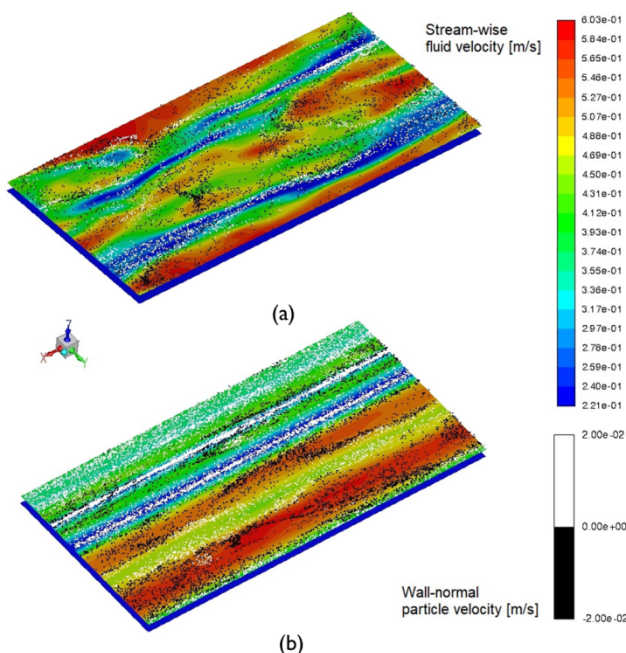 Stream-wise
fluid velocity [m/s]
6.03e-01
5.84e-01
5.65e-01
5.46e-01
5.27e-01
5.07e-01
4.88e-01
4.69e-01
4.50e-01
4.31e-01
4.12e-01
3.93e-01
3.74e-01
3.55e-01
3.36e-01
3.17e-01
2.97e-01
2.78e-01
2.59e-01
2.40e-01
2.21e-01
(a)
Z
X
Y
2.00e-02
0.00e+00
-2.00e-02
Wall-normal
particle velocity [m/s]
(b)